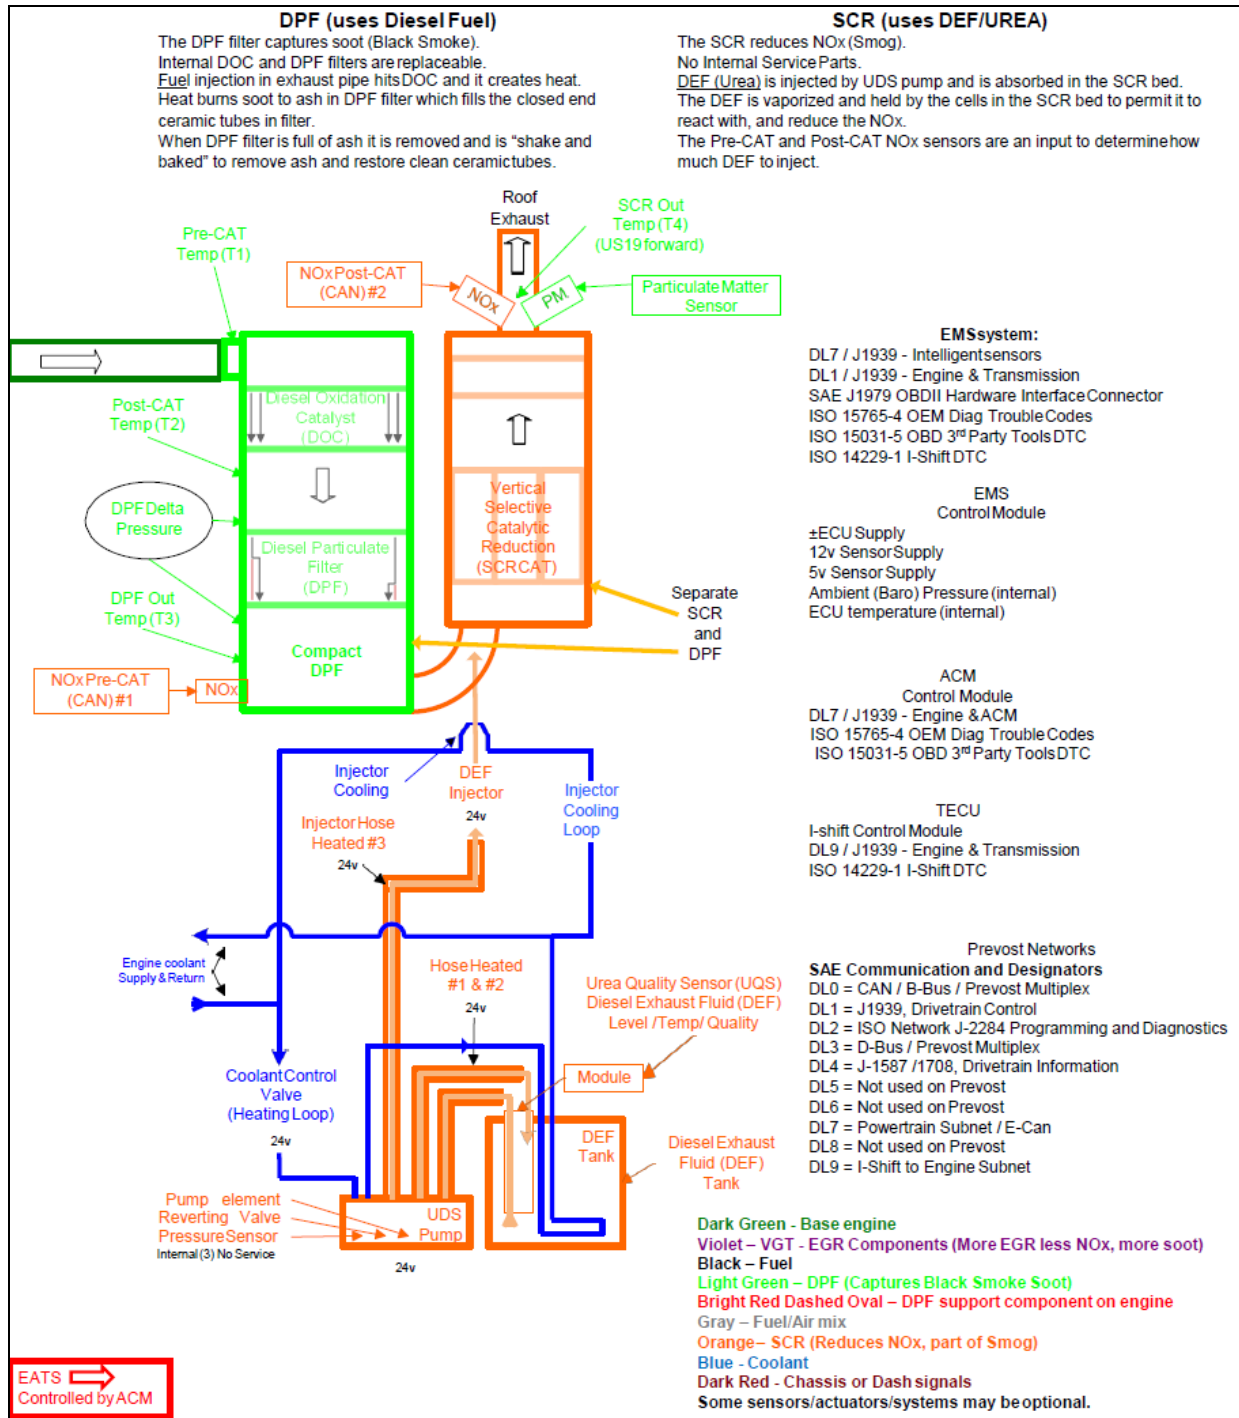 DPF (uses Diesel Fuel)
The DPF filter captures soot (Black Smoke).
Internal DOC and DPF filters are replaceable.
Fuel injection in exhaust pipe hits DOC and it creates heat.
Heat burns soot to ash in DPF filter which fills the closed end
ceramic tubes in filter.
When DPF filter is full of ash it is removed and is “shake and
baked” to remove ash and restore clean ceramic tubes.
SCR (uses DEF/UREA)
The SCR reduces NOx (Smog).
No Internal Service Parts.
DEF (Urea) is injected by UDS pump and is absorbed in the SCR bed.
The DEF is vaporized and held by the cells in the SCR bed to permit it to
react with, and reduce the NOx.
The Pre-CAT and Post-CAT NOx sensors are an input to determine how
much DEF to inject.
Roof
Exhaust
SCR Out
Temp (T4)
(US19 forward)
Pre-CAT
Temp (T1)
NOx Post-CAT
(CAN) #2
NOx
PM
Particulate Matter
Sensor
Diesel Oxidation
Catalyst
(DOC)
Post-CAT
Temp (T2)
DPF Delta
Pressure
Diesel Particulate
Filter
(DPF)
DPF Out
Temp (T3)
Compact
DPF
NOx Pre-CAT
(CAN) #1
NOx
Vertical
Selective
Catalytic
Reduction
(SCR CAT)
Separate
SCR
and
DPF
EMS system:
DL7 / J1939 - Intelligent sensors
DL1 / J1939 - Engine & Transmission
SAE J1979 OBDII Hardware Interface Connector
ISO 15765-4 OEM Diag Trouble Codes
ISO 15031-5 OBD 3rd Party Tools DTC
ISO 14229-1 I-Shift DTC
EMS
Control Module
±ECU Supply
12v Sensor Supply
5v Sensor Supply
Ambient (Baro) Pressure (internal)
ECU temperature (internal)
ACM
Control Module
DL7 / J1939 - Engine & ACM
ISO 15765-4 OEM Diag Trouble Codes
ISO 15031-5 OBD 3rd Party Tools DTC
TECU
I-shift Control Module
DL9 / J1939 - Engine & Transmission
ISO 14229-1 I-Shift DTC
Injector
Cooling
DEF
Injector
24v
Injector
Cooling
Loop
Injector Hose
Heated #3
24v
Engine coolant
Supply & Return
Hose Heated
#1 & #2
24v
Urea Quality Sensor (UQS)
Diesel Exhaust Fluid (DEF)
Level /Temp/ Quality
Module
Coolant Control
Valve
(Heating Loop)
24v
DEF
Tank
Diesel Exhaust
Fluid (DEF)
Tank
Pump element
Reverting Valve
Pressure Sensor
Internal (3) No Service
UDS
Pump
24v
Prevost Networks
SAE Communication and Designators
DL0 = CAN / B-Bus / Prevost Multiplex
DL1 = J1939, Drivetrain Control
DL2 = ISO Network J-2284 Programming and Diagnostics
DL3 = D-Bus / Prevost Multiplex
DL4 = J-1587 /1708, Drivetrain Information
DL5 = Not used on Prevost
DL6 = Not used on Prevost
DL7 = Powertrain Subnet / E-Can
DL8 = Not used on Prevost
DL9 = I-Shift to Engine Subnet
Dark Green - Base engine
Violet – VGT - EGR Components (More EGR less NOx, more soot)
Black – Fuel
Light Green – DPF (Captures Black Smoke Soot)
Bright Red Dashed Oval – DPF support component on engine
Gray – Fuel/Air mix
Orange – SCR (Reduces NOx, part of Smog)
Blue - Coolant
Dark Red - Chassis or Dash signals
Some sensors/actuators/systems may be optional.
EATS
Controlled by ACM